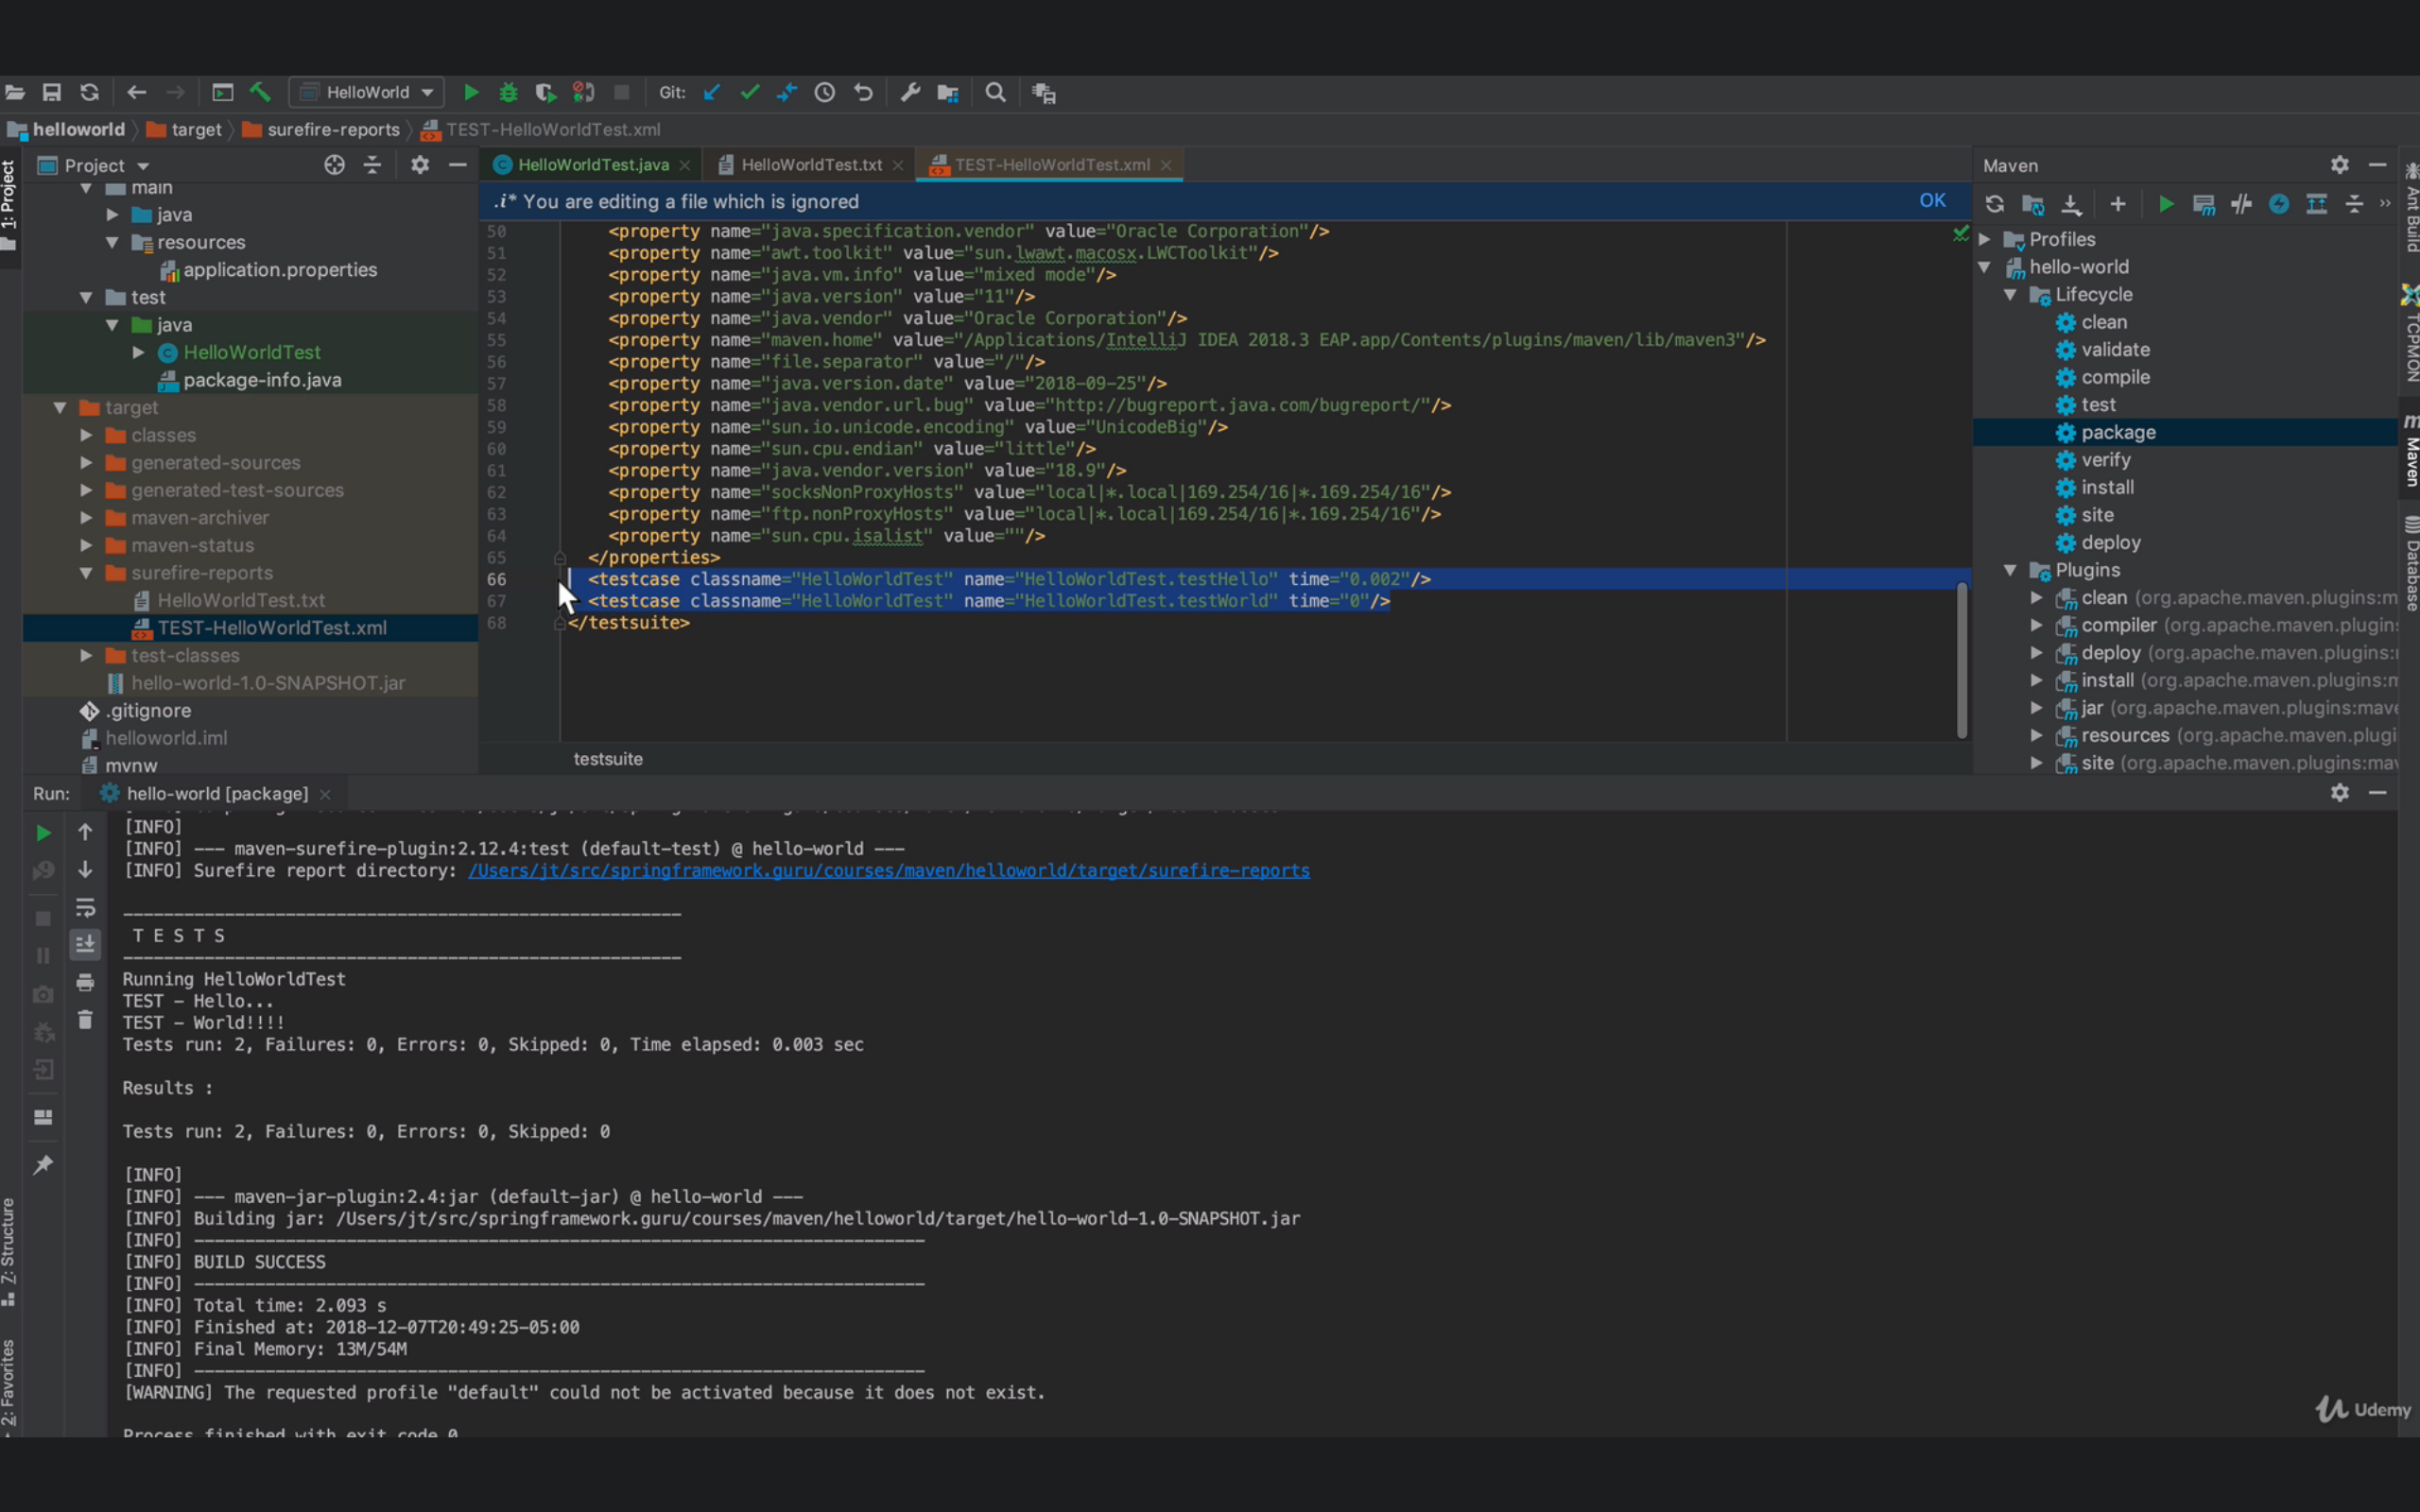 HelloWorld
Git:
helloworld
target
surefire-reports
TEST-HelloWorldTest.xml
1: Project
Project
main
java
resources
application.properties
test
java
HelloWorldTest
package-info.java
target
classes
generated-sources
generated-test-sources
maven-archiver
maven-status
surefire-reports
HelloWorldTest.txt
TEST-HelloWorldTest.xml
test-classes
hello-world-1.0-SNAPSHOT.jar
.gitignore
helloworld.iml
mvnw
HelloWorldTest.java
HelloWorldTest.txt
TEST-HelloWorldTest.xml
.i* You are editing a file which is ignored
OK
50 <property name="java.specification.vendor" value="Oracle Corporation"/>
51 <property name="awt.toolkit" value="sun.lwawt.macosx.LWCToolkit"/>
52 <property name="java.vm.info" value="mixed mode"/>
53 <property name="java.version" value="11"/>
54 <property name="java.vendor" value="Oracle Corporation"/>
55 <property name="maven.home" value="/Applications/IntelliJ IDEA 2018.3 EAP.app/Contents/plugins/maven/lib/maven3"/>
56 <property name="file.separator" value="/"/>
57 <property name="java.version.date" value="2018-09-25"/>
58 <property name="java.vendor.url.bug" value="http://bugreport.java.com/bugreport/"/>
59 <property name="sun.io.unicode.encoding" value="UnicodeBig"/>
60 <property name="sun.cpu.endian" value="little"/>
61 <property name="java.vendor.version" value="18.9"/>
62 <property name="socksNonProxyHosts" value="local|*.local|169.254/16|*.169.254/16"/>
63 <property name="ftp.nonProxyHosts" value="local|*.local|169.254/16|*.169.254/16"/>
64 <property name="sun.cpu.isalist" value=""/>
65 </properties>
66 <testcase classname="HelloWorldTest" name="HelloWorldTest.testHello" time="0.002"/>
67 <testcase classname="HelloWorldTest" name="HelloWorldTest.testWorld" time="0"/>
68 </testsuite>
testsuite
Maven
Profiles
hello-world
Lifecycle
clean
validate
compile
test
package
verify
install
site
deploy
Plugins
clean (org.apache.maven.plugins:m
compiler (org.apache.maven.plugin
deploy (org.apache.maven.plugins:
install (org.apache.maven.plugins:m
jar (org.apache.maven.plugins:mave
resources (org.apache.maven.plugi
site (org.apache.maven.plugins:mav
Ant Build
TCPMON
Maven
Database
Run:
hello-world [package]
[INFO]
[INFO] --- maven-surefire-plugin:2.12.4:test (default-test) @ hello-world ---
[INFO] Surefire report directory: /Users/jt/src/springframework.guru/courses/maven/helloworld/target/surefire-reports
-------------------------------------------------------
T E S T S
-------------------------------------------------------
Running HelloWorldTest
TEST - Hello...
TEST - World!!!!
Tests run: 2, Failures: 0, Errors: 0, Skipped: 0, Time elapsed: 0.003 sec
Results :
Tests run: 2, Failures: 0, Errors: 0, Skipped: 0
[INFO]
[INFO] --- maven-jar-plugin:2.4:jar (default-jar) @ hello-world ---
[INFO] Building jar: /Users/jt/src/springframework.guru/courses/maven/helloworld/target/hello-world-1.0-SNAPSHOT.jar
[INFO] ------------------------------------------------------------------------
[INFO] BUILD SUCCESS
[INFO] ------------------------------------------------------------------------
[INFO] Total time: 2.093 s
[INFO] Finished at: 2018-12-07T20:49:25-05:00
[INFO] Final Memory: 13M/54M
[INFO] ------------------------------------------------------------------------
[WARNING] The requested profile "default" could not be activated because it does not exist.
Process finished with exit code 0
Z: Structure
2: Favorites
Udemy